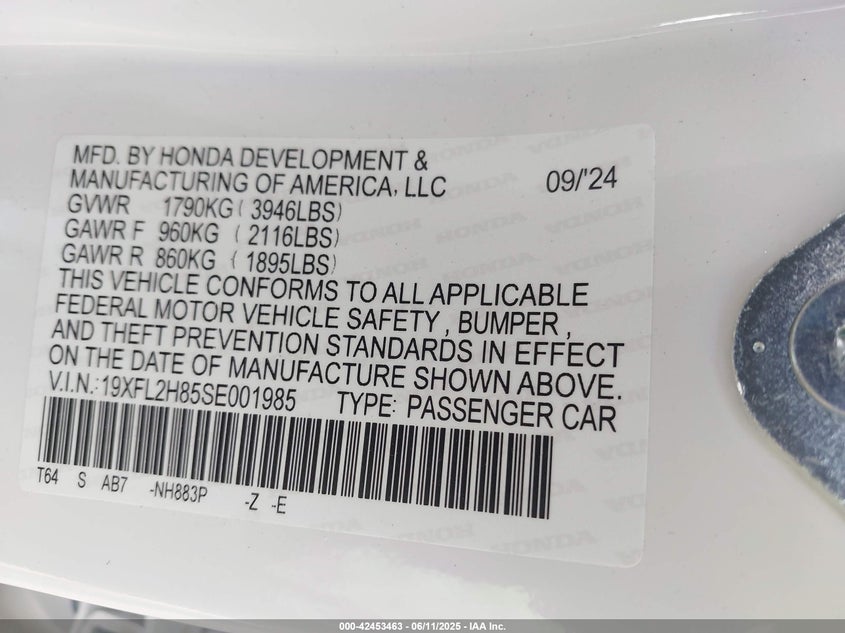 MFD. BY HONDA DEVELOPMENT &
MANUFACTURING OF AMERICA, LLC 09/'24
GVWR 1790KG ( 3946LBS)
GAWR F 960KG ( 2116LBS)
GAWR R 860KG ( 1895LBS)
THIS VEHICLE CONFORMS TO ALL APPLICABLE
FEDERAL MOTOR VEHICLE SAFETY , BUMPER ,
AND THEFT PREVENTION STANDARDS IN EFFECT
ON THE DATE OF MANUFACTURE SHOWN ABOVE.
V.I.N.:19XFL2H85SE001985 TYPE: PASSENGER CAR
T64 S AB7 -NH883P -Z -E
000-42453463 - 06/11/2025 - IAA Inc.